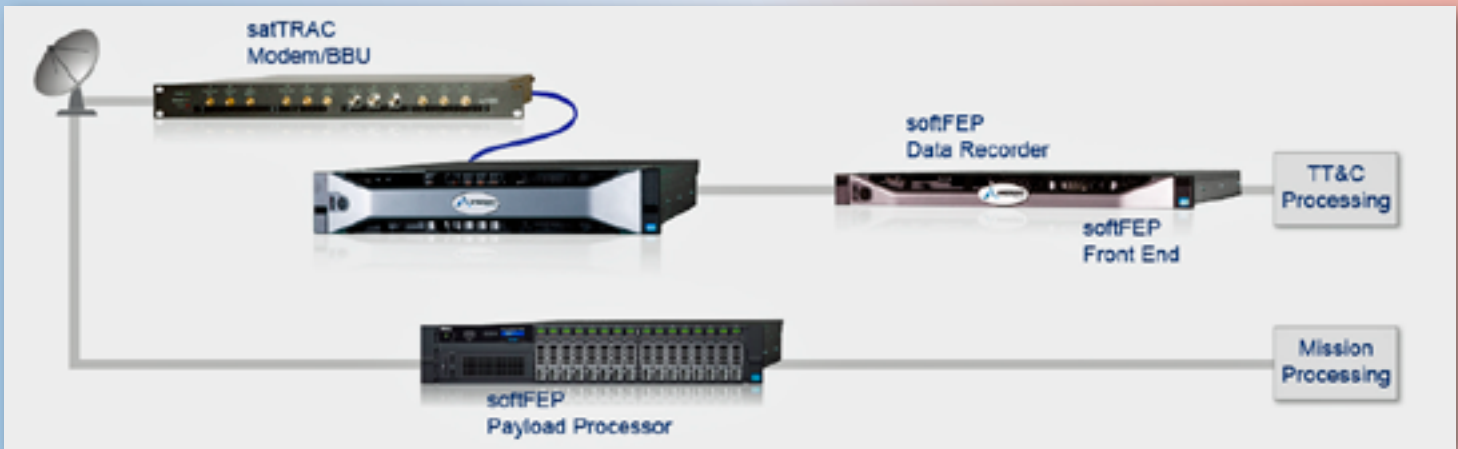 satTRAC
Modem/BBU
softFEP
Data Recorder
TT&C
Processing
softFEP
Front End
Mission
Processing
softFEP
Payload Processor